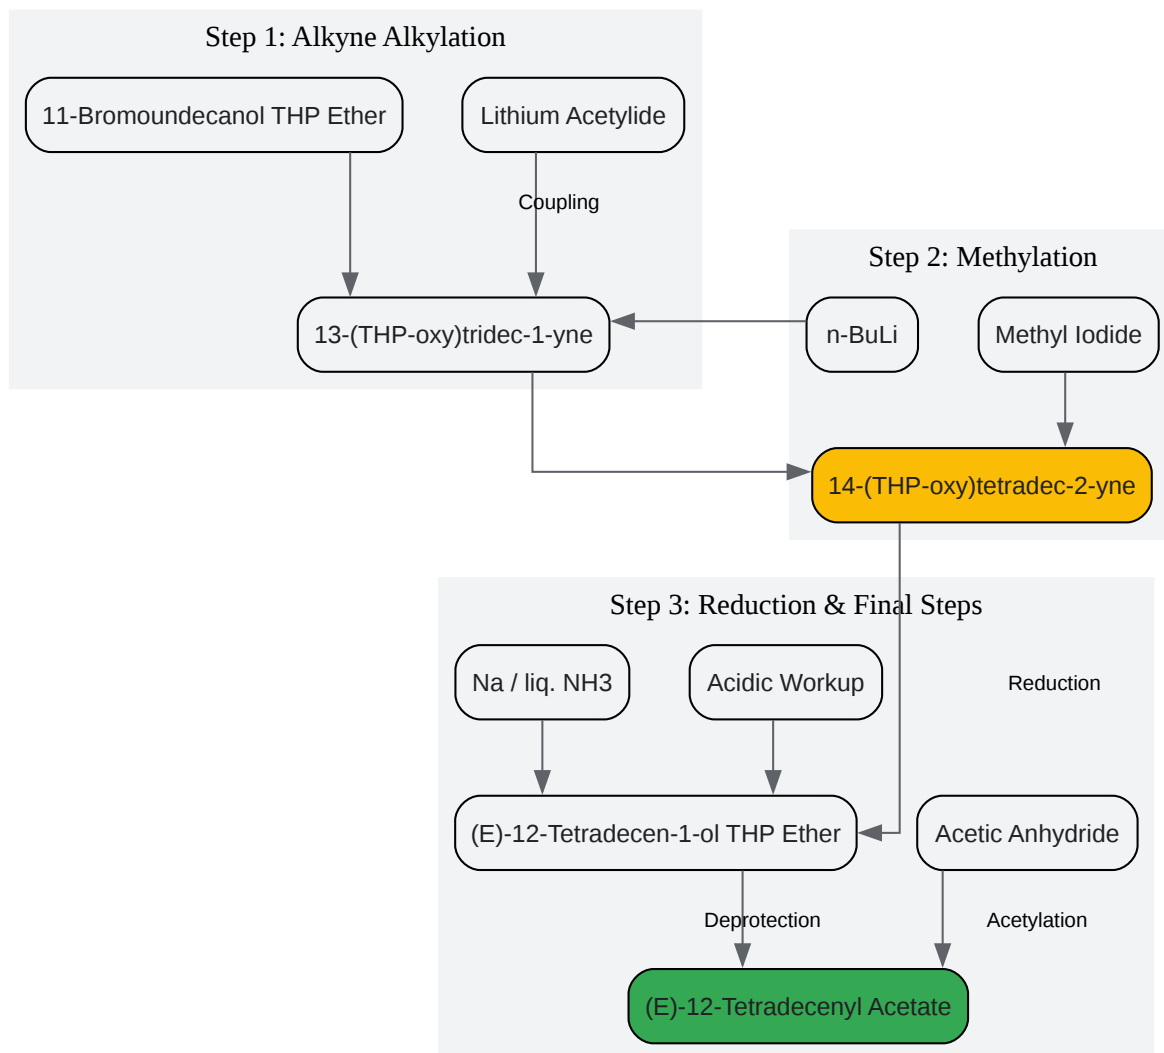 Step 1: Alkyne Alkylation
11-Bromoundecanol THP Ether
Lithium Acetylide
Coupling
13-(THP-oxy)tridec-1-yne
Step 2: Methylation
n-BuLi
Methyl Iodide
14-(THP-oxy)tetradec-2-yne
Step 3: Reduction & Final Steps
Na / liq. NH3
Acidic Workup
Reduction
(E)-12-Tetradecen-1-ol THP Ether
Acetic Anhydride
Deprotection
Acetylation
(E)-12-Tetradecenyl Acetate